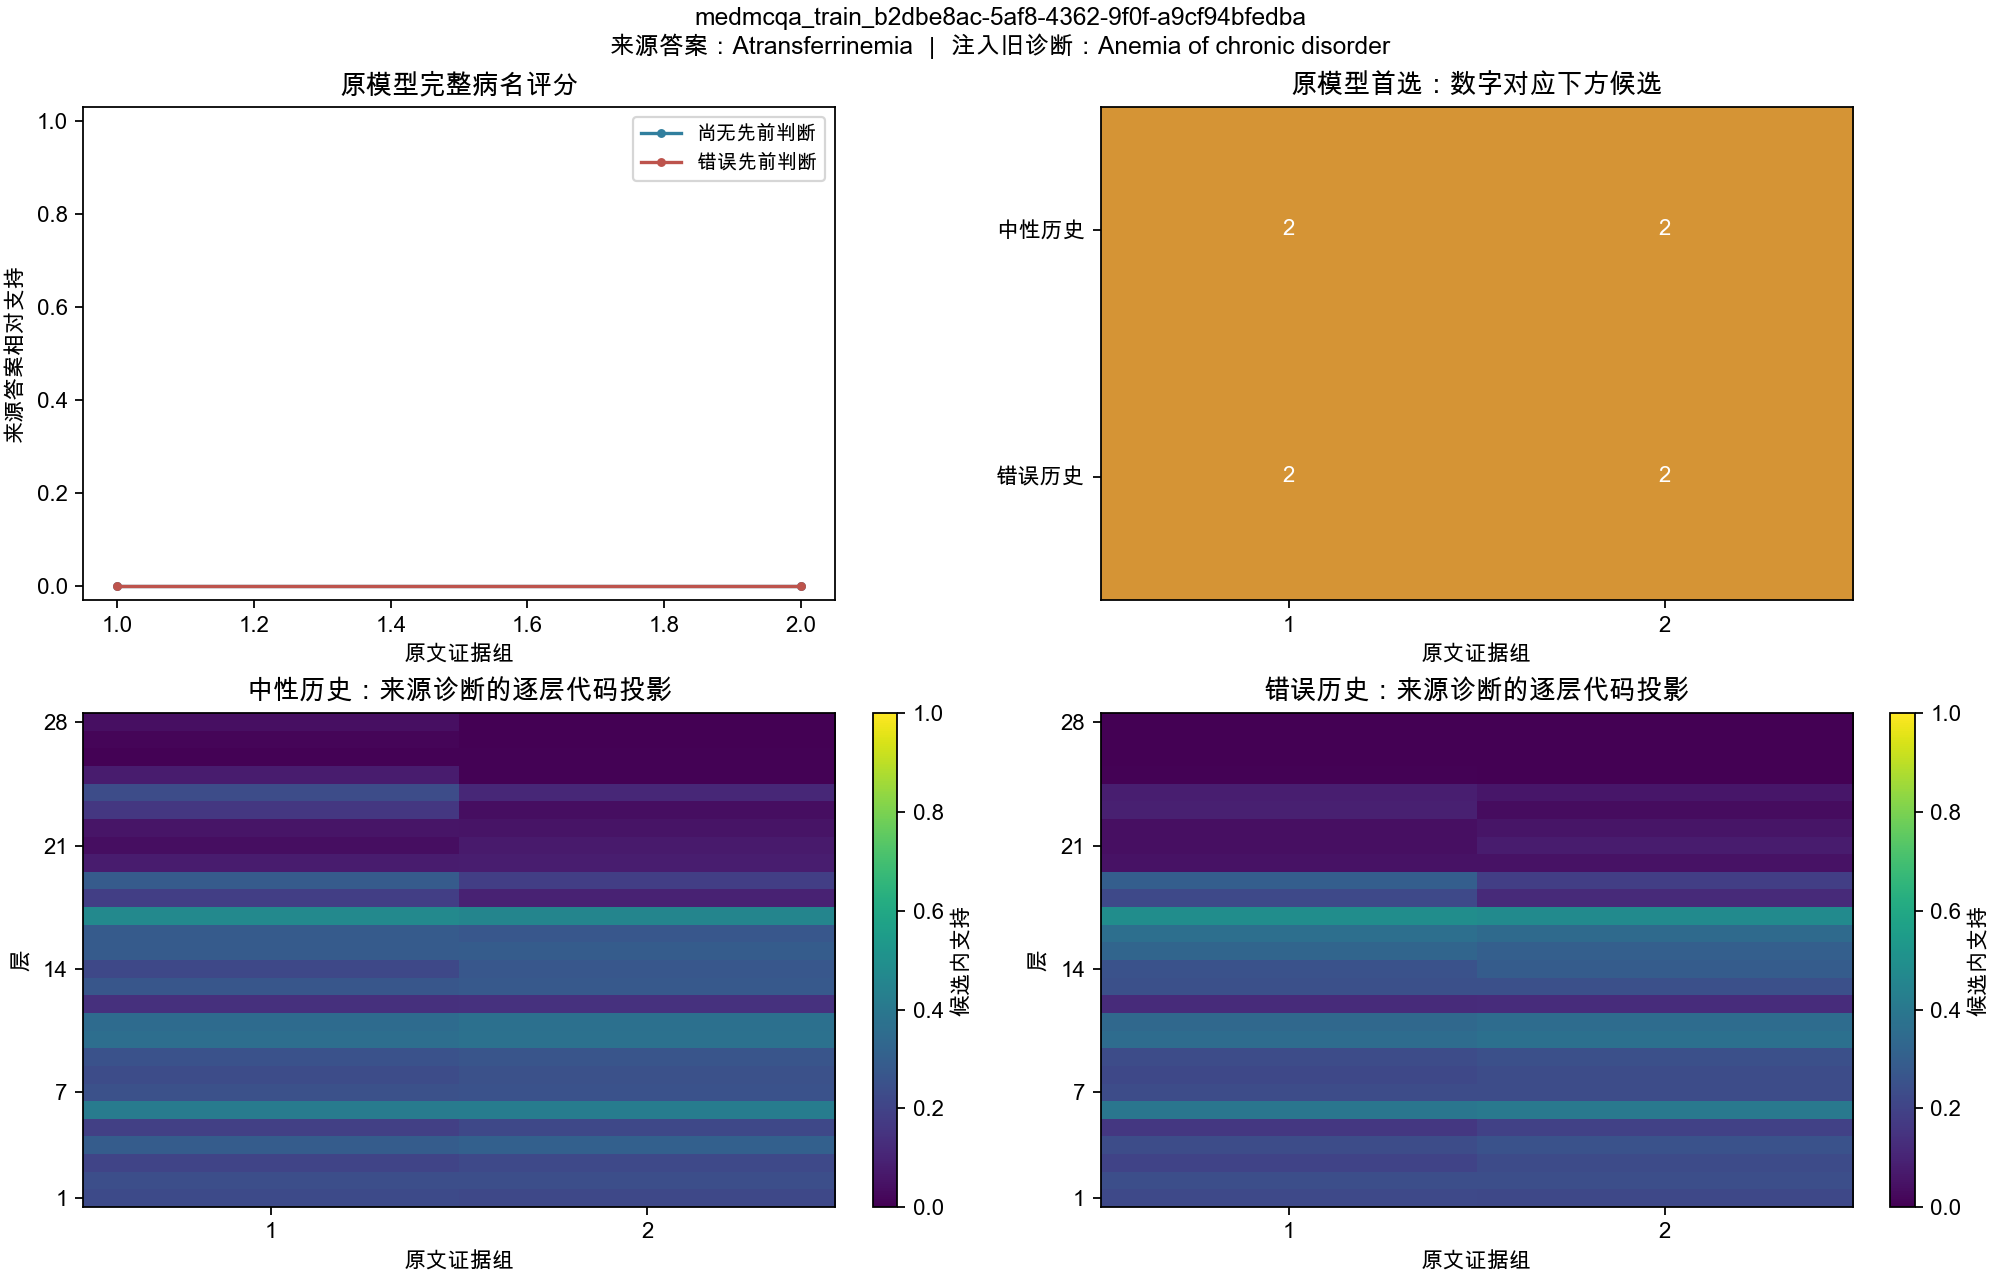 medmcqa_train_b2dbe8ac-5af8-4362-9f0f-a9cf94bfedba
来源答案：Atransferrinemia | 注入旧诊断：Anemia of chronic disorder
原模型完整病名评分
尚无先前判断
错误先前判断
1.0
0.8
0.6
0.4
0.2
0.0
来源答案相对支持
1.0 1.2 1.4 1.6 1.8 2.0
原文证据组
原模型首选：数字对应下方候选
中性历史
2 2
错误历史
2 2
1 2
原文证据组
中性历史：来源诊断的逐层代码投影
28
21
14
7
1
层
1 2
原文证据组
1.0
0.8
0.6
0.4
0.2
0.0
候选内支持
错误历史：来源诊断的逐层代码投影
28
21
14
7
1
层
1 2
原文证据组
1.0
0.8
0.6
0.4
0.2
0.0
候选内支持